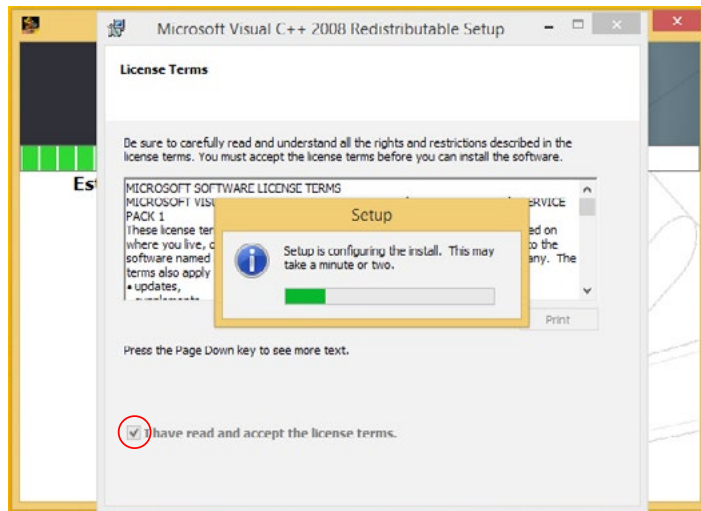 Microsoft Visual C++ 2008 Redistributable Setup
License Terms
Be sure to carefully read and understand all the rights and restrictions described in the
license terms. You must accept the license terms before you can install the software.
Es
MICROSOFT SOFTWARE LICENSE TERMS
MICROSOFT ERVICE
PACK 1
These license ter ed on
where you live, o to the
software named any. The
terms also apply
• updates,
Setup
Setup is configuring the install. This may
take a minute or two.
Print
Press the Page Down key to see more text.
I have read and accept the license terms.